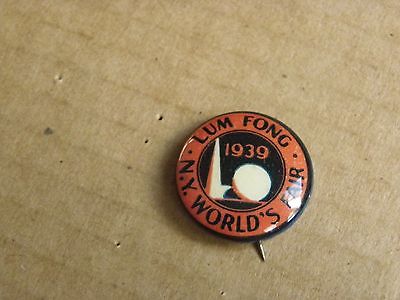 LUM FONG
1939
· N.Y. WORLD'S FAIR ·